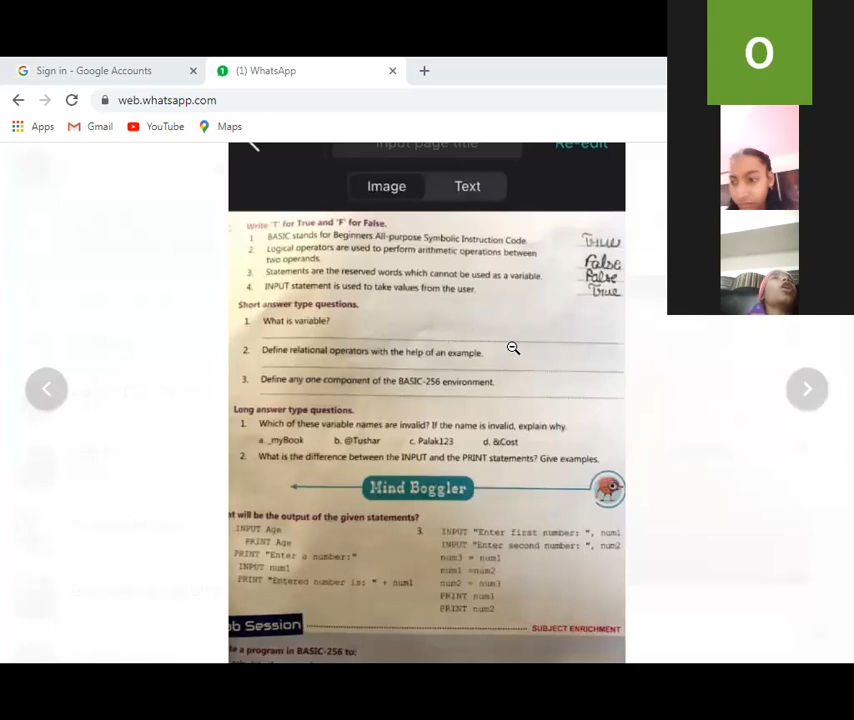 Sign in - Google Accounts
(1) WhatsApp
web.whatsapp.com
Apps
Gmail
YouTube
Maps
O
Input page title
Re-edit
Image
Text
Write 'T' for True and 'F' for False.
1. BASIC stands for Beginners All-purpose Symbolic Instruction Code. True
2. Logical operators are used to perform arithmetic operations between
two operands. False
3. Statements are the reserved words which cannot be used as a variable. False
4. INPUT statement is used to take values from the user. True
Short answer type questions.
1. What is variable?
2. Define relational operators with the help of an example.
3. Define any one component of the BASIC-256 environment.
Long answer type questions.
1. Which of these variable names are invalid? If the name is invalid, explain why.
a. _myBook b. @Tushar c. Palak123 d. &Cost
2. What is the difference between the INPUT and the PRINT statements? Give examples.
Mind Boggler
at will be the output of the given statements?
INPUT Age
PRINT Age
PRINT "Enter a number:"
INPUT num1
PRINT "Entered number is: " + num1
3. INPUT "Enter first number: ", num1
INPUT "Enter second number: ", num2
num3 = num1
num1 =num2
num2 = num3
PRINT num1
PRINT num2
b Session
SUBJECT ENRICHMENT
te a program in BASIC-256 to: